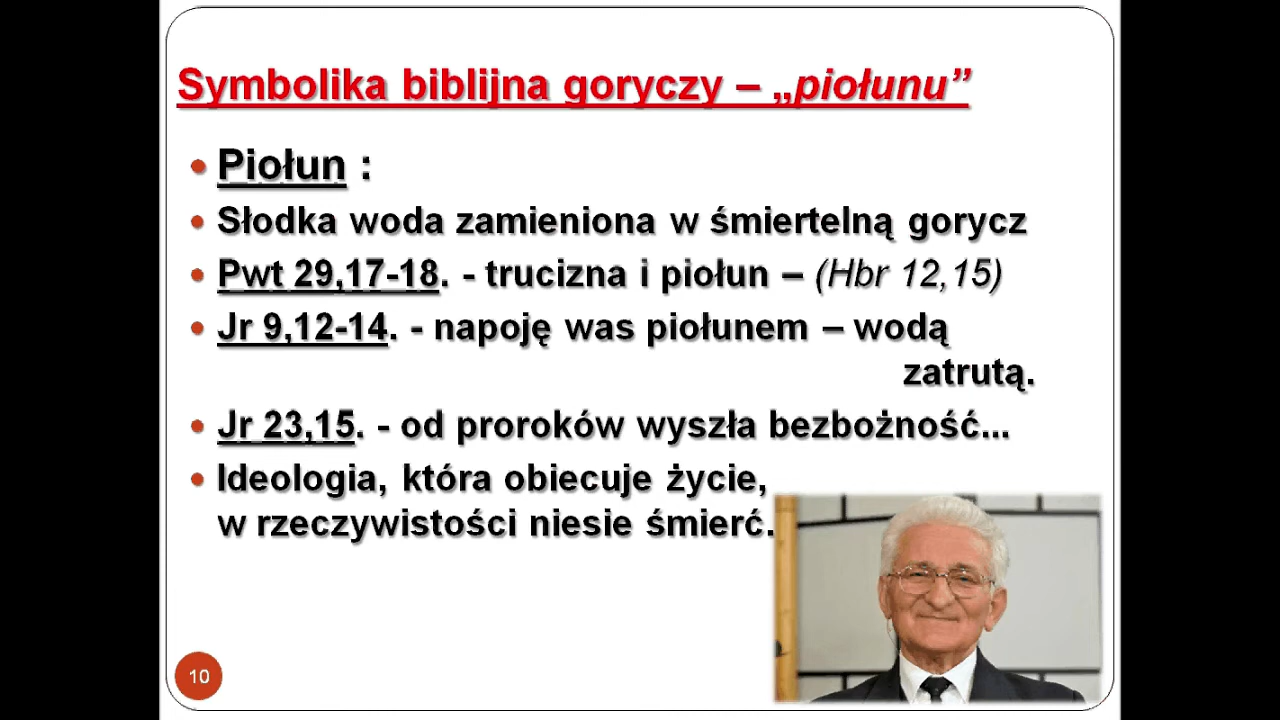 Symbolika biblijna goryczy – „piołunu”
Piołun :
Słodka woda zamieniona w śmiertelną gorycz
Pwt 29,17-18. - trucizna i piołun – (Hbr 12,15)
Jr 9,12-14. - napoję was piołunem – wodą
zatrutą.
Jr 23,15. - od proroków wyszła bezbożność...
Ideologia, która obiecuje życie,
w rzeczywistości niesie śmierć.
10